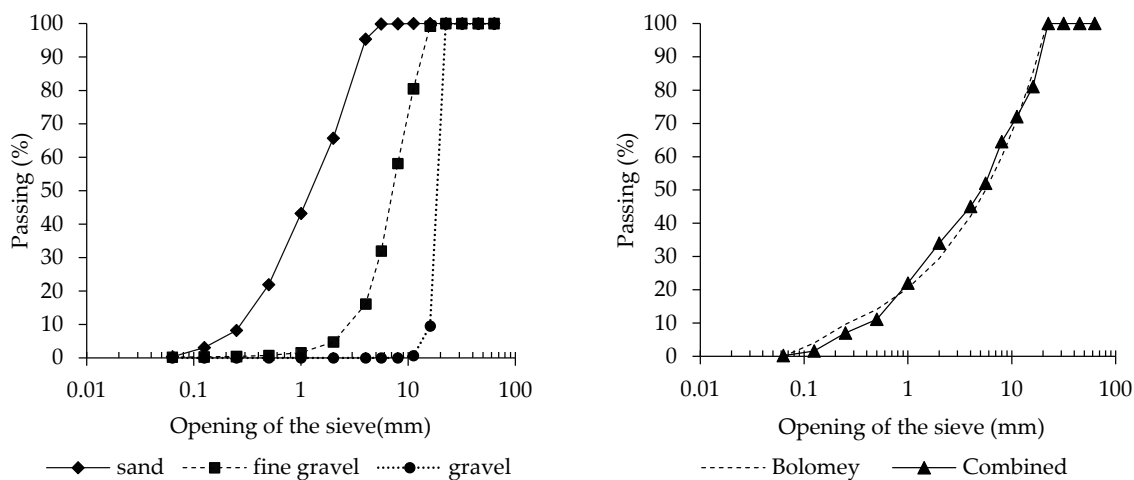 100
90
80
70
60
50
40
30
20
10
0
Passing (%)
0.01 0.1 1 10 100
Opening of the sieve(mm)
sand fine gravel gravel
100
90
80
70
60
50
40
30
20
10
0
Passing (%)
0.01 0.1 1 10 100
Opening of the sieve (mm)
Bolomey Combined